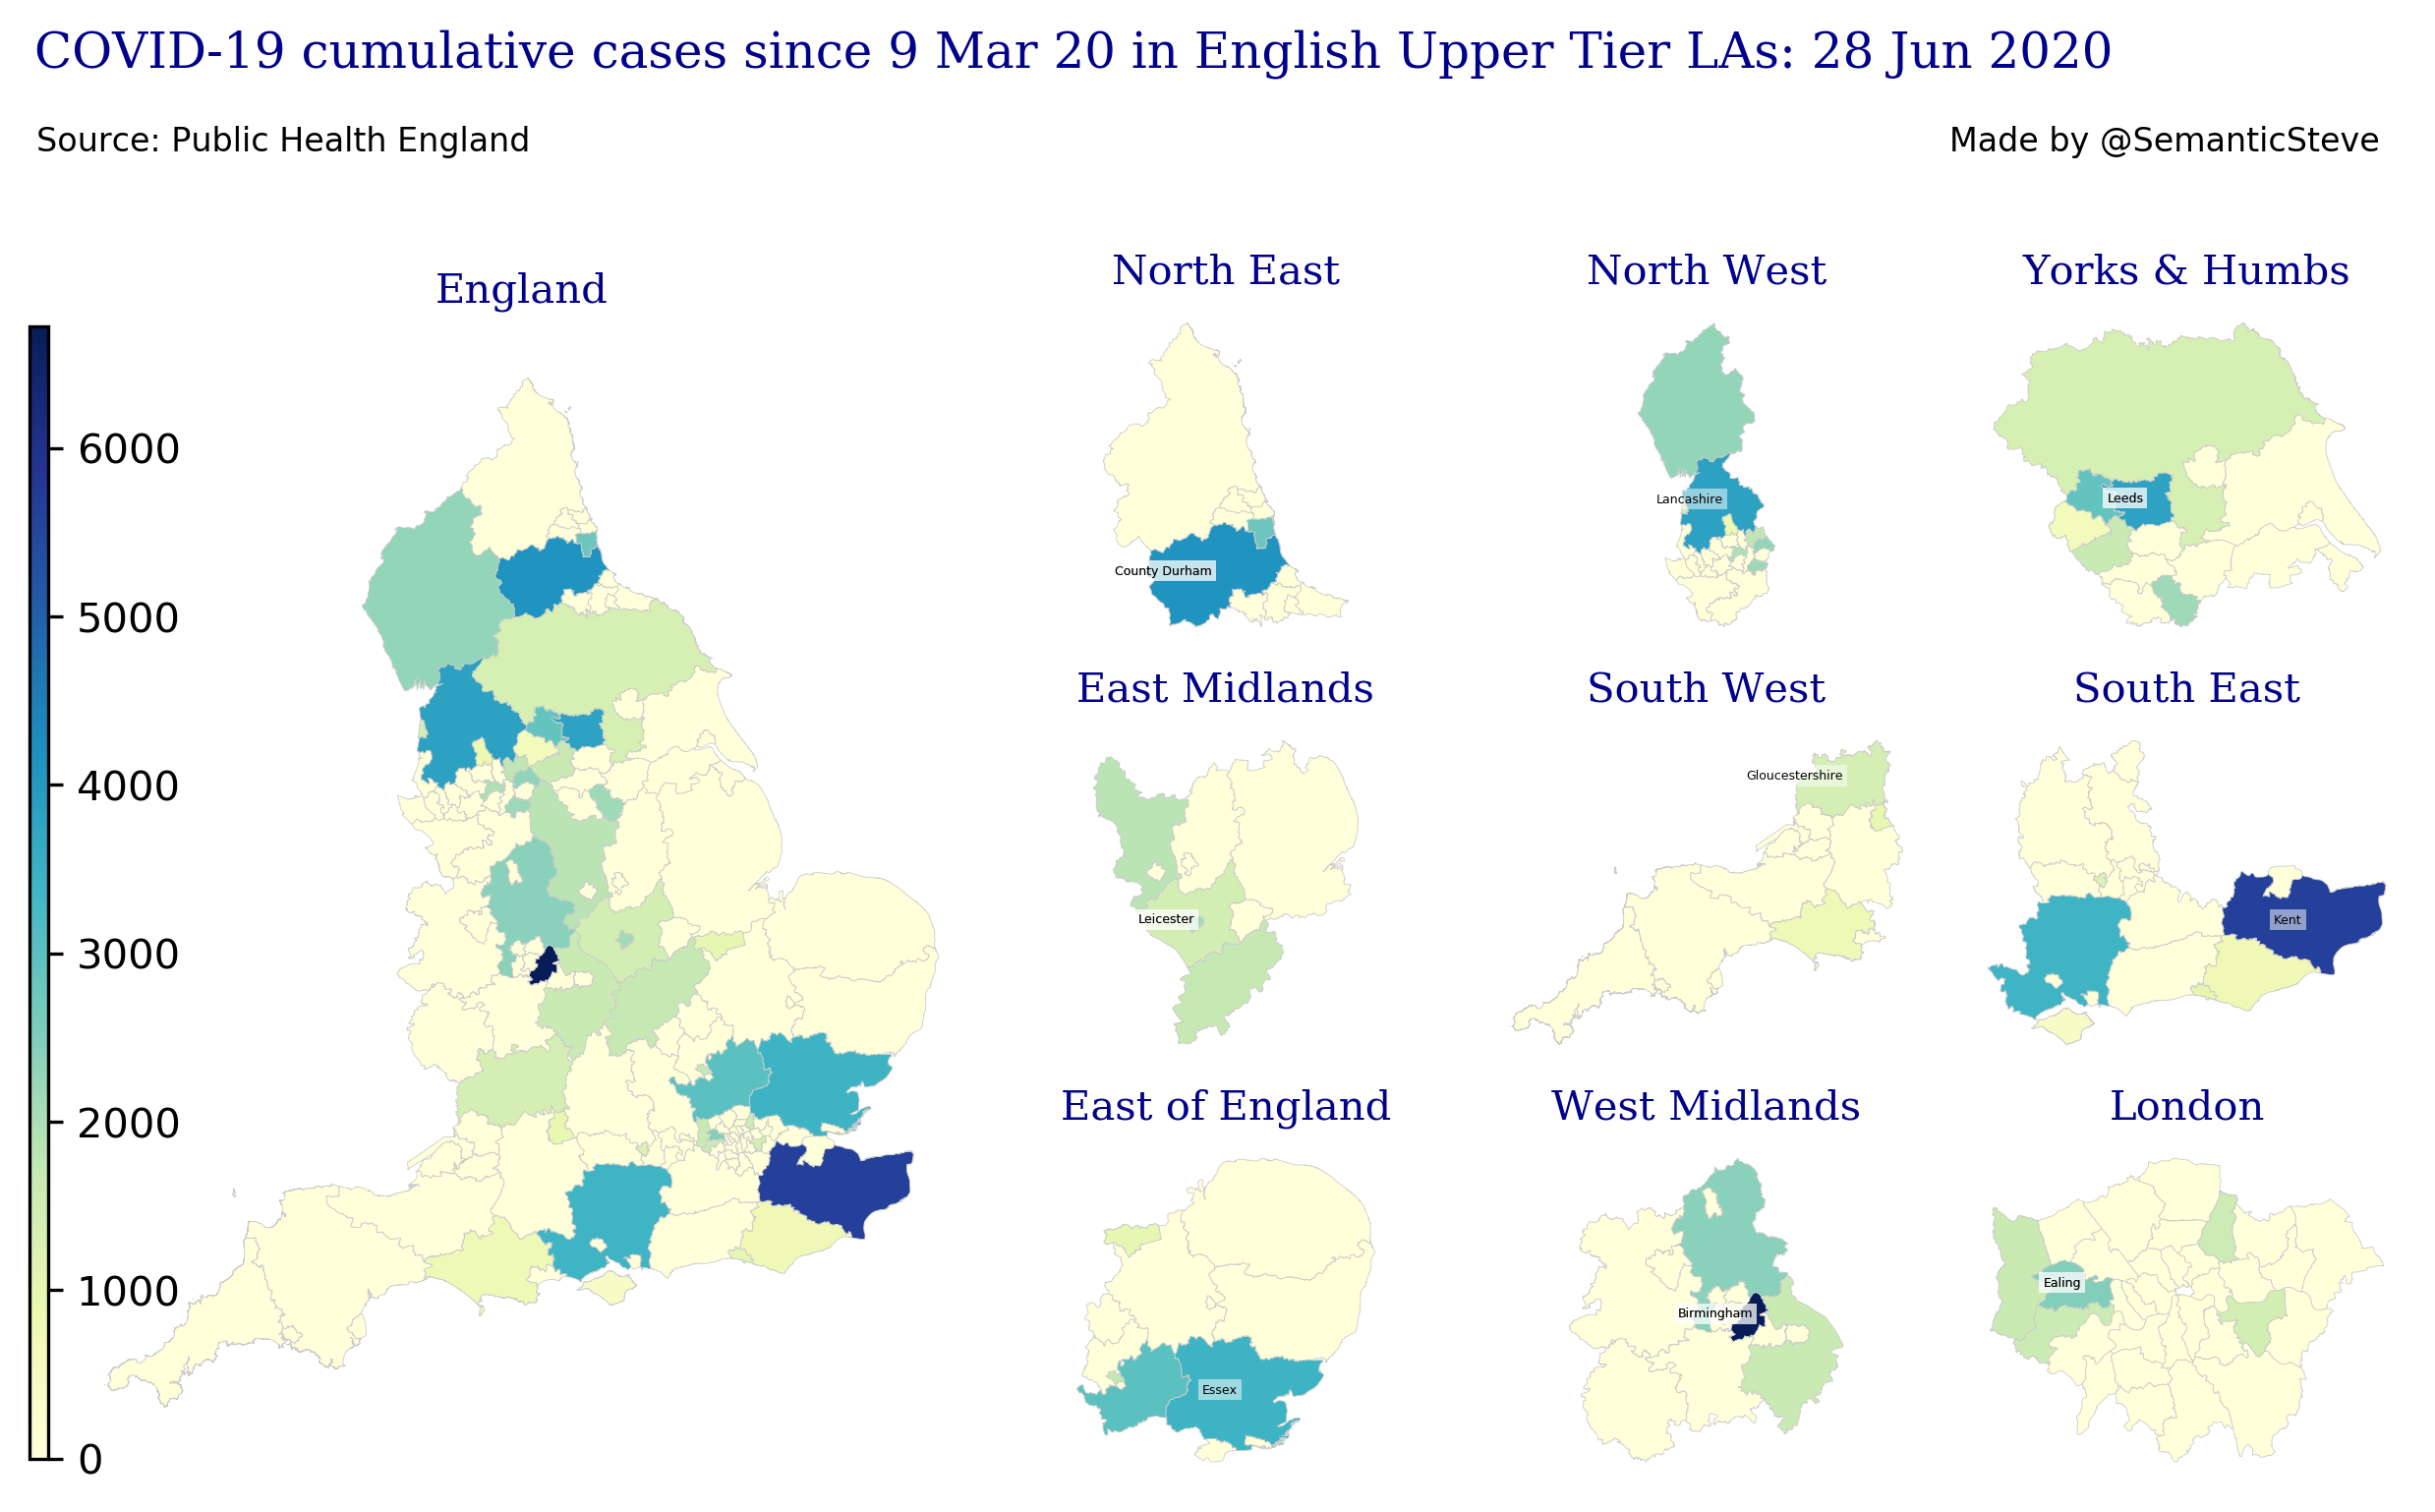 COVID-19 cumulative cases since 9 Mar 20 in English Upper Tier LAs: 28 Jun 2020
Source: Public Health England
Made by @SemanticSteve
England
6000
5000
4000
3000
2000
1000
0
North East
County Durham
North West
Lancashire
Yorks & Humbs
Leeds
East Midlands
Leicester
South West
Gloucestershire
South East
Kent
East of England
Essex
West Midlands
Birmingham
London
Ealing